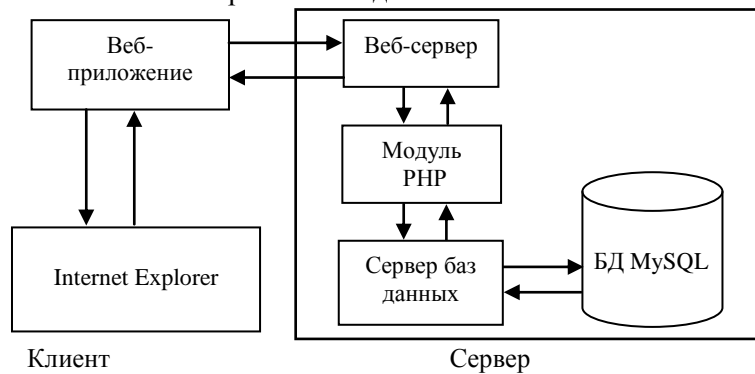 Веб-
приложение
Веб-сервер
Модуль
PHP
Internet Explorer
Сервер баз
данных
БД MySQL
Клиент
Сервер